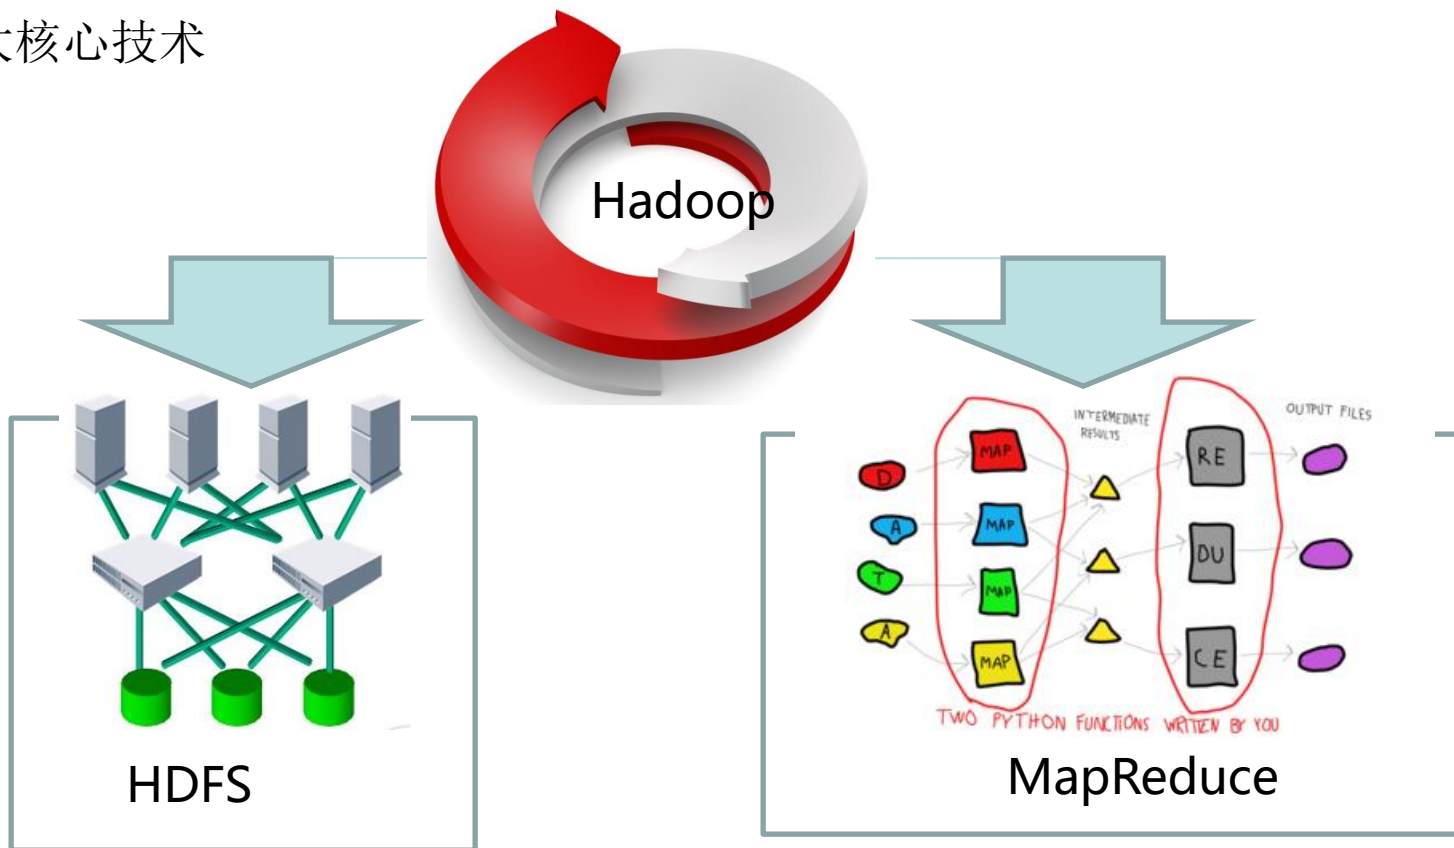 大核心技术
Hadoop
HDFS
INTERMEDIATE
RESULTS
OUTPUT FILES
D
MAP
RE
A
MAP
T
MAP
DU
A
MAP
CE
TWO PYTHON FUNCTIONS WRITTEN BY YOU
MapReduce